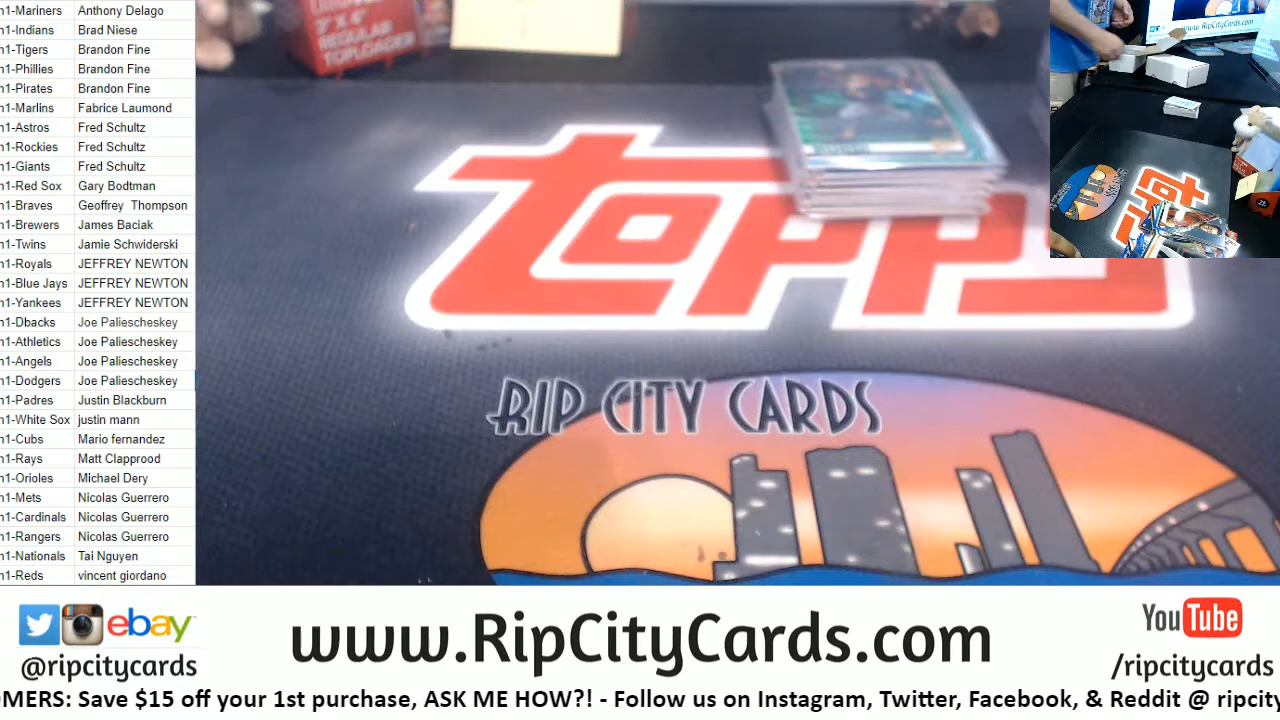 n1-Mariners Anthony Delago
n1-Indians Brad Niese
n1-Tigers Brandon Fine
n1-Phillies Brandon Fine
n1-Pirates Brandon Fine
n1-Marlins Fabrice Laumond
n1-Astros Fred Schultz
n1-Rockies Fred Schultz
n1-Giants Fred Schultz
n1-Red Sox Gary Bodtman
n1-Braves Geoffrey Thompson
n1-Brewers James Baciak
n1-Twins Jamie Schwiderski
n1-Royals JEFFREY NEWTON
n1-Blue Jays JEFFREY NEWTON
n1-Yankees JEFFREY NEWTON
n1-Dbacks Joe Paliescheskey
n1-Athletics Joe Paliescheskey
n1-Angels Joe Paliescheskey
n1-Dodgers Joe Paliescheskey
n1-Padres Justin Blackburn
n1-White Sox justin mann
n1-Cubs Mario fernandez
n1-Rays Matt Clapprood
n1-Orioles Michael Dery
n1-Mets Nicolas Guerrero
n1-Cardinals Nicolas Guerrero
n1-Rangers Nicolas Guerrero
n1-Nationals Tai Nguyen
n1-Reds vincent giordano
3" X 4"
REGULAR
TOPLOADER
topps
RIP CITY CARDS
www.RipCityCards.com
topps
ebay
@ripcitycards
www.RipCityCards.com
YouTube
/ripcitycards
OMERS: Save $15 off your 1st purchase, ASK ME HOW?! - Follow us on Instagram, Twitter, Facebook, & Reddit @ ripcity